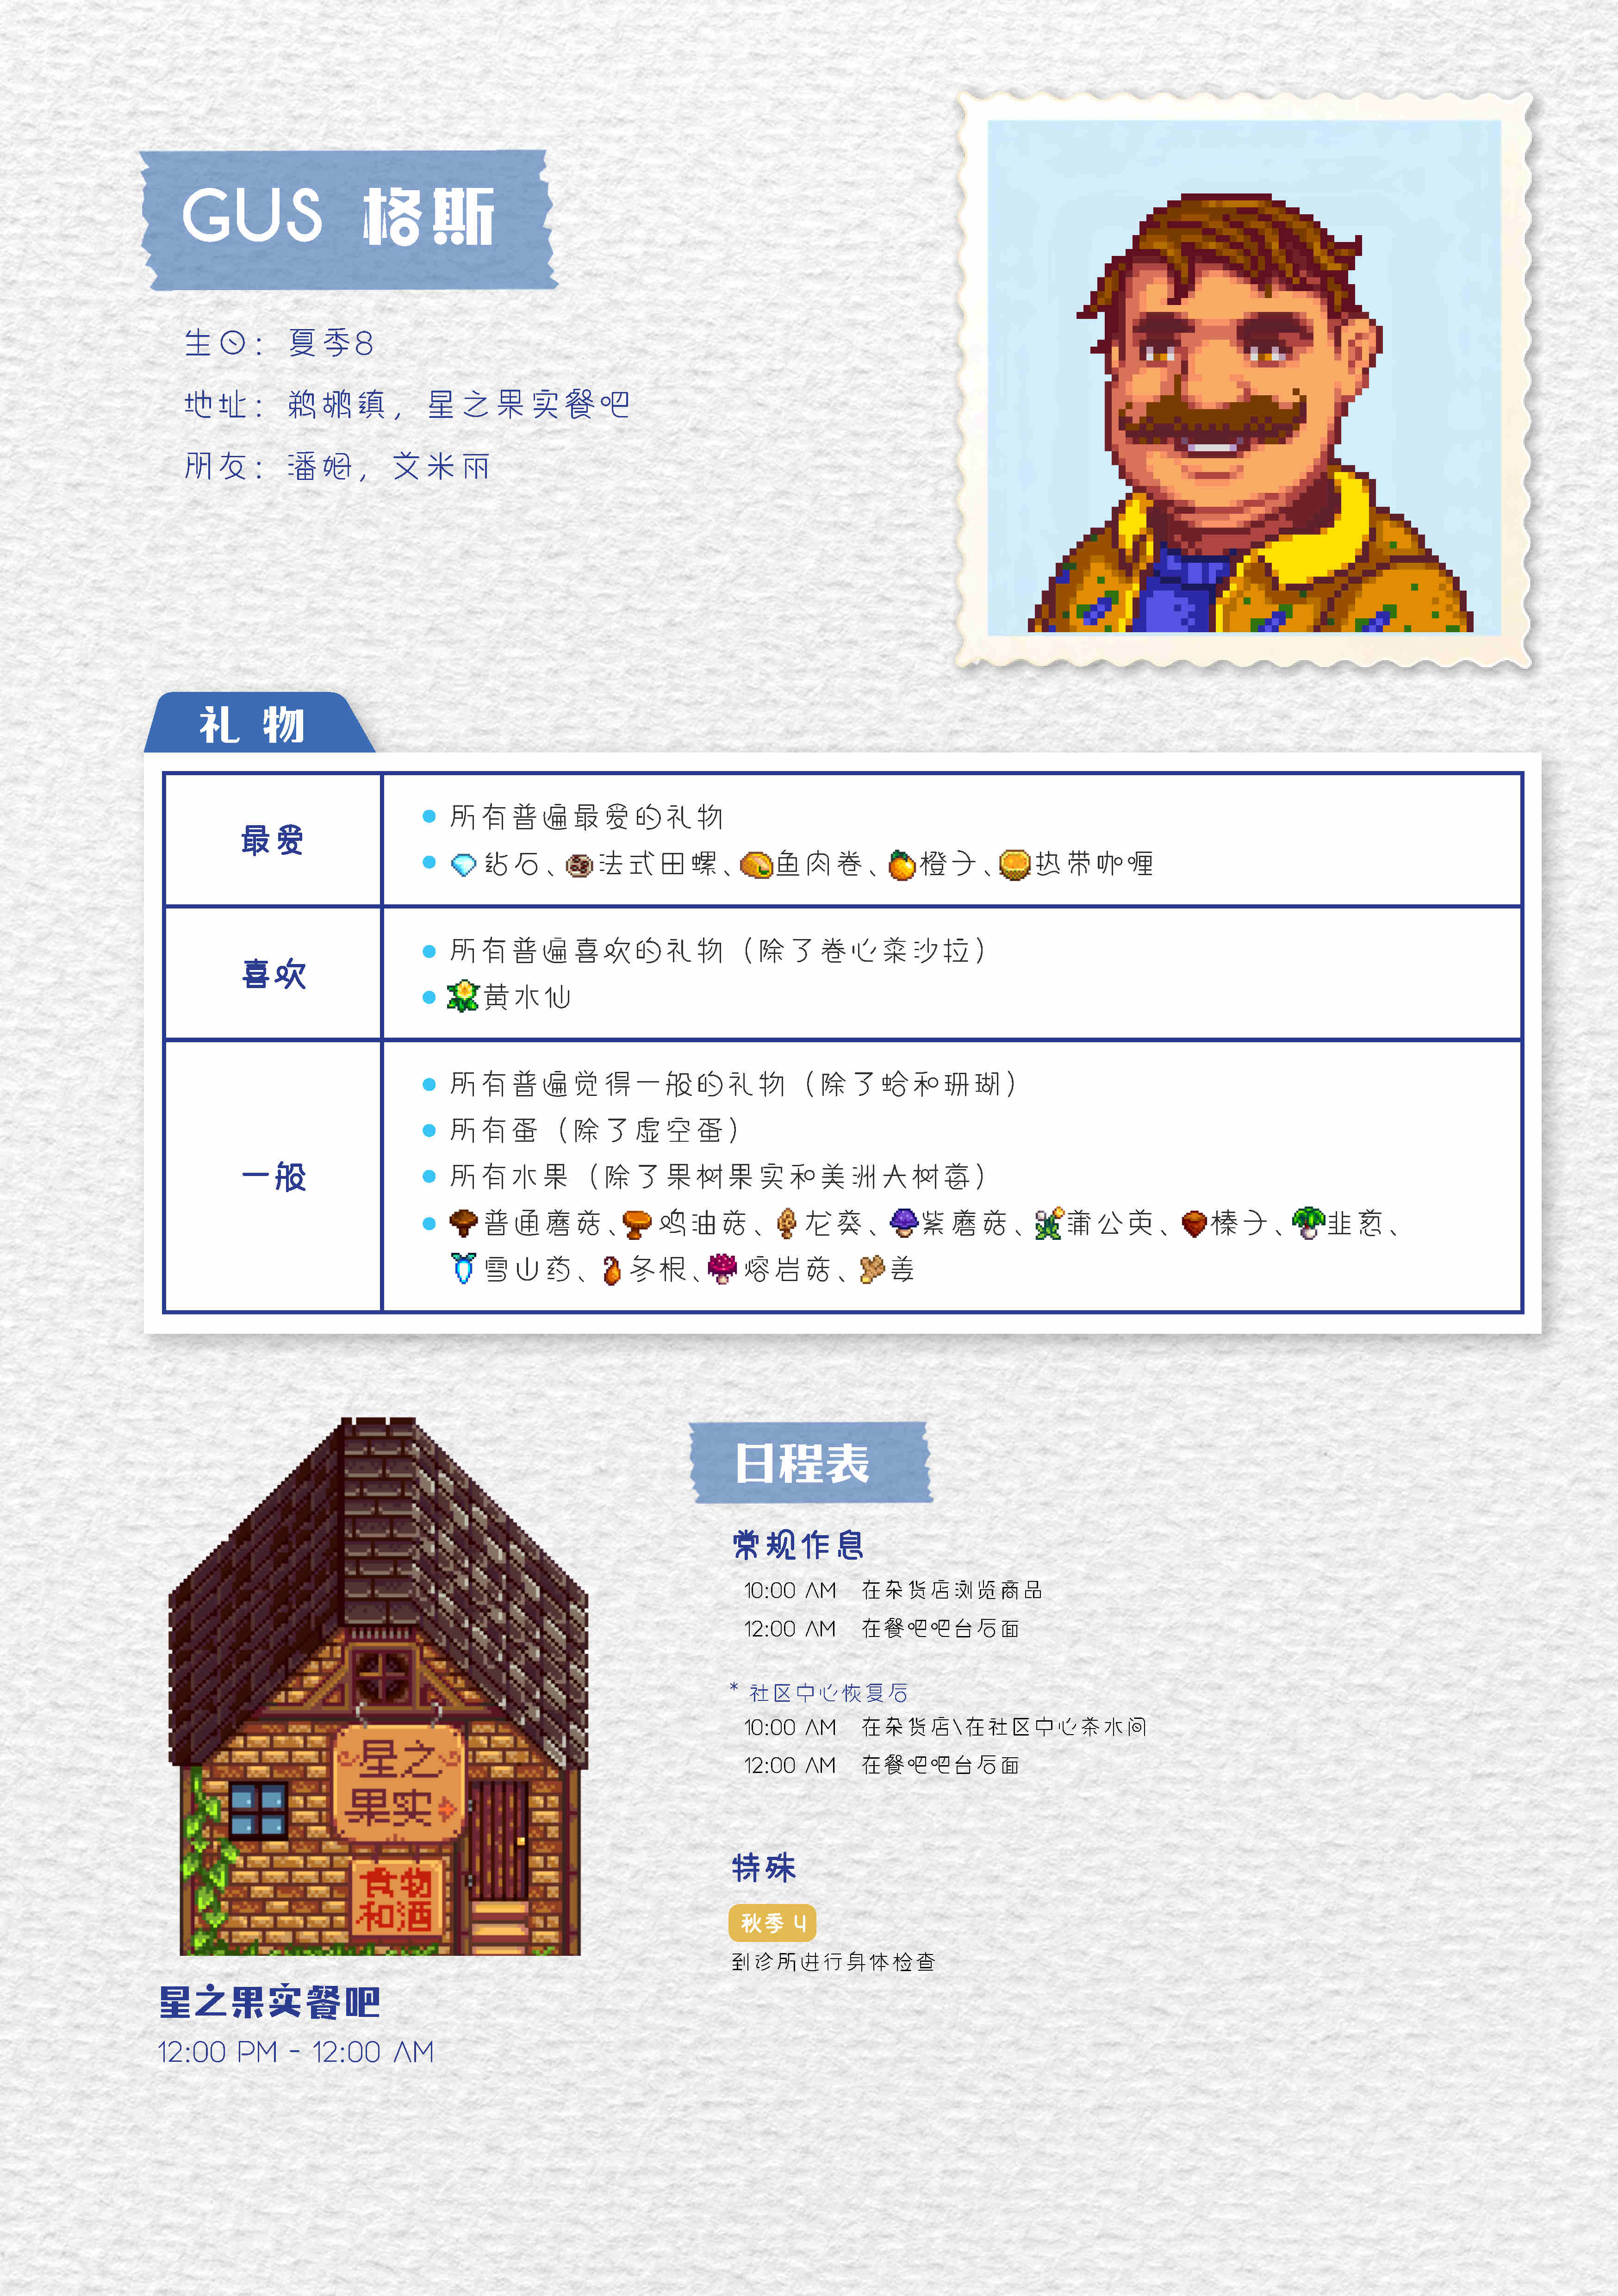 GUS 格斯
生日：夏季8
地址：鹈鹕镇，星之果实餐吧
朋友：潘姆，艾米丽
礼 物
最爱
● 所有普遍最爱的礼物
● 钻石、法式田螺、鱼肉卷、橙子、热带咖喱
喜欢
● 所有普遍喜欢的礼物（除了卷心菜沙拉）
● 黄水仙
一般
● 所有普遍觉得一般的礼物（除了蛤和珊瑚）
● 所有蛋（除了虚空蛋）
● 所有水果（除了果树果实和美洲大树莓）
● 普通蘑菇、鸡油菇、龙葵、紫蘑菇、蒲公英、榛子、韭葱、
雪山药、冬根、熔岩菇、姜
星之
果实
食物
和酒
星之果实餐吧
12:00 PM - 12:00 AM
日程表
常规作息
10:00 AM 在杂货店浏览商品
12:00 AM 在餐吧吧台后面
* 社区中心恢复后
10:00 AM 在杂货店\在社区中心茶水间
12:00 AM 在餐吧吧台后面
特殊
秋季 4
到诊所进行身体检查